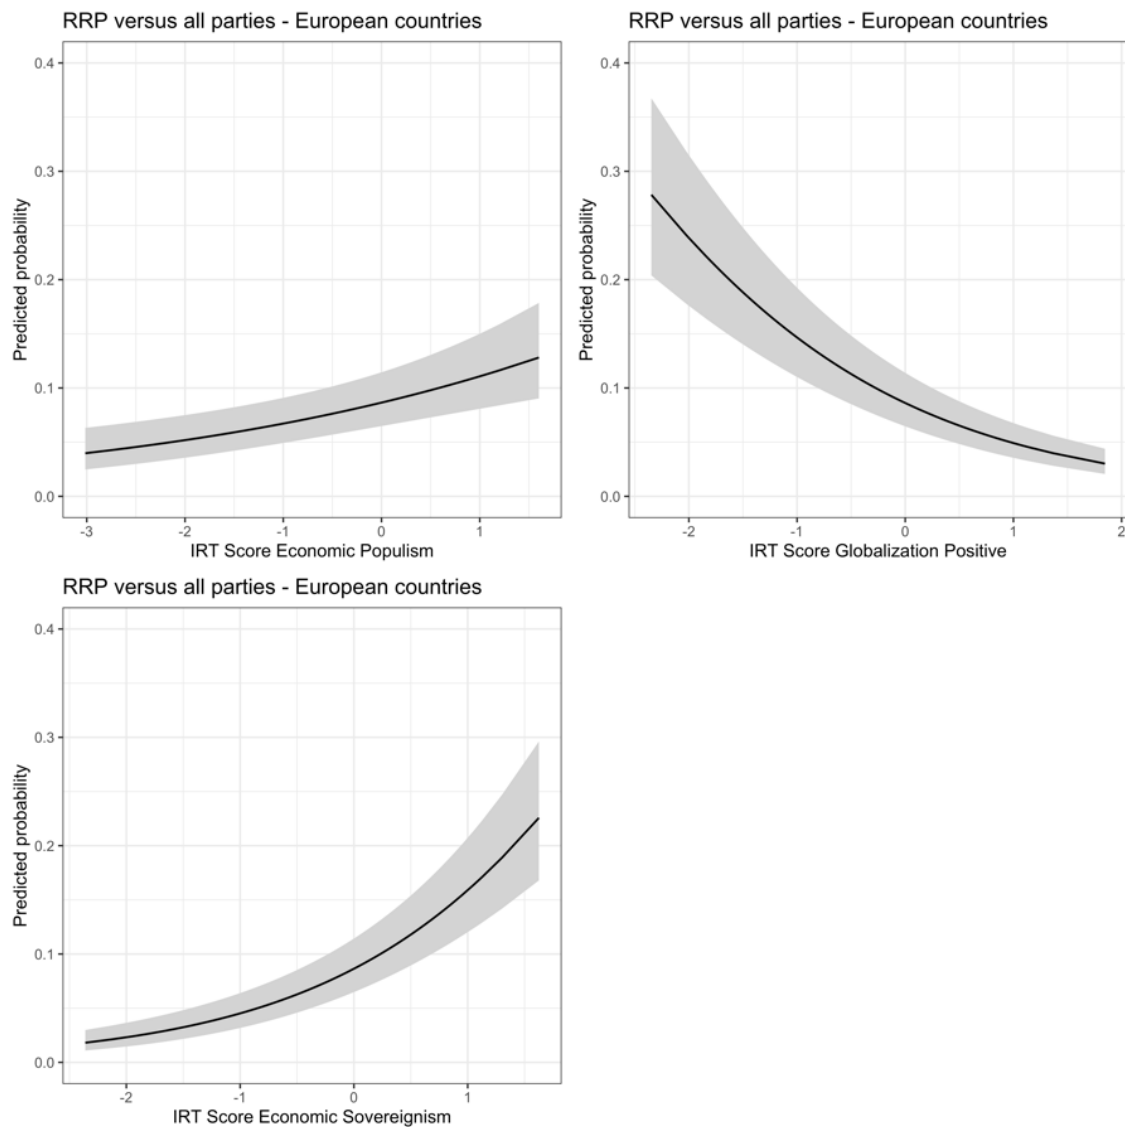 RRP versus all parties - European countries
0.4
0.3
0.2
0.1
0.0
Predicted probability
-3 -2 -1 0 1
IRT Score Economic Populism
RRP versus all parties - European countries
0.4
0.3
0.2
0.1
0.0
Predicted probability
-2 -1 0 1 2
IRT Score Globalization Positive
RRP versus all parties - European countries
0.4
0.3
0.2
0.1
0.0
Predicted probability
-2 -1 0 1
IRT Score Economic Sovereignism